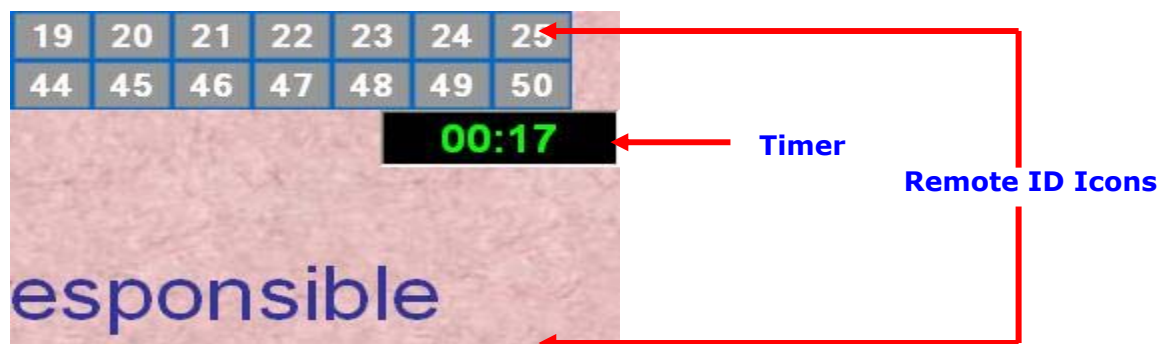 19 20 21 22 23 24 25
44 45 46 47 48 49 50
00:17
Timer
Remote ID Icons
esponsible